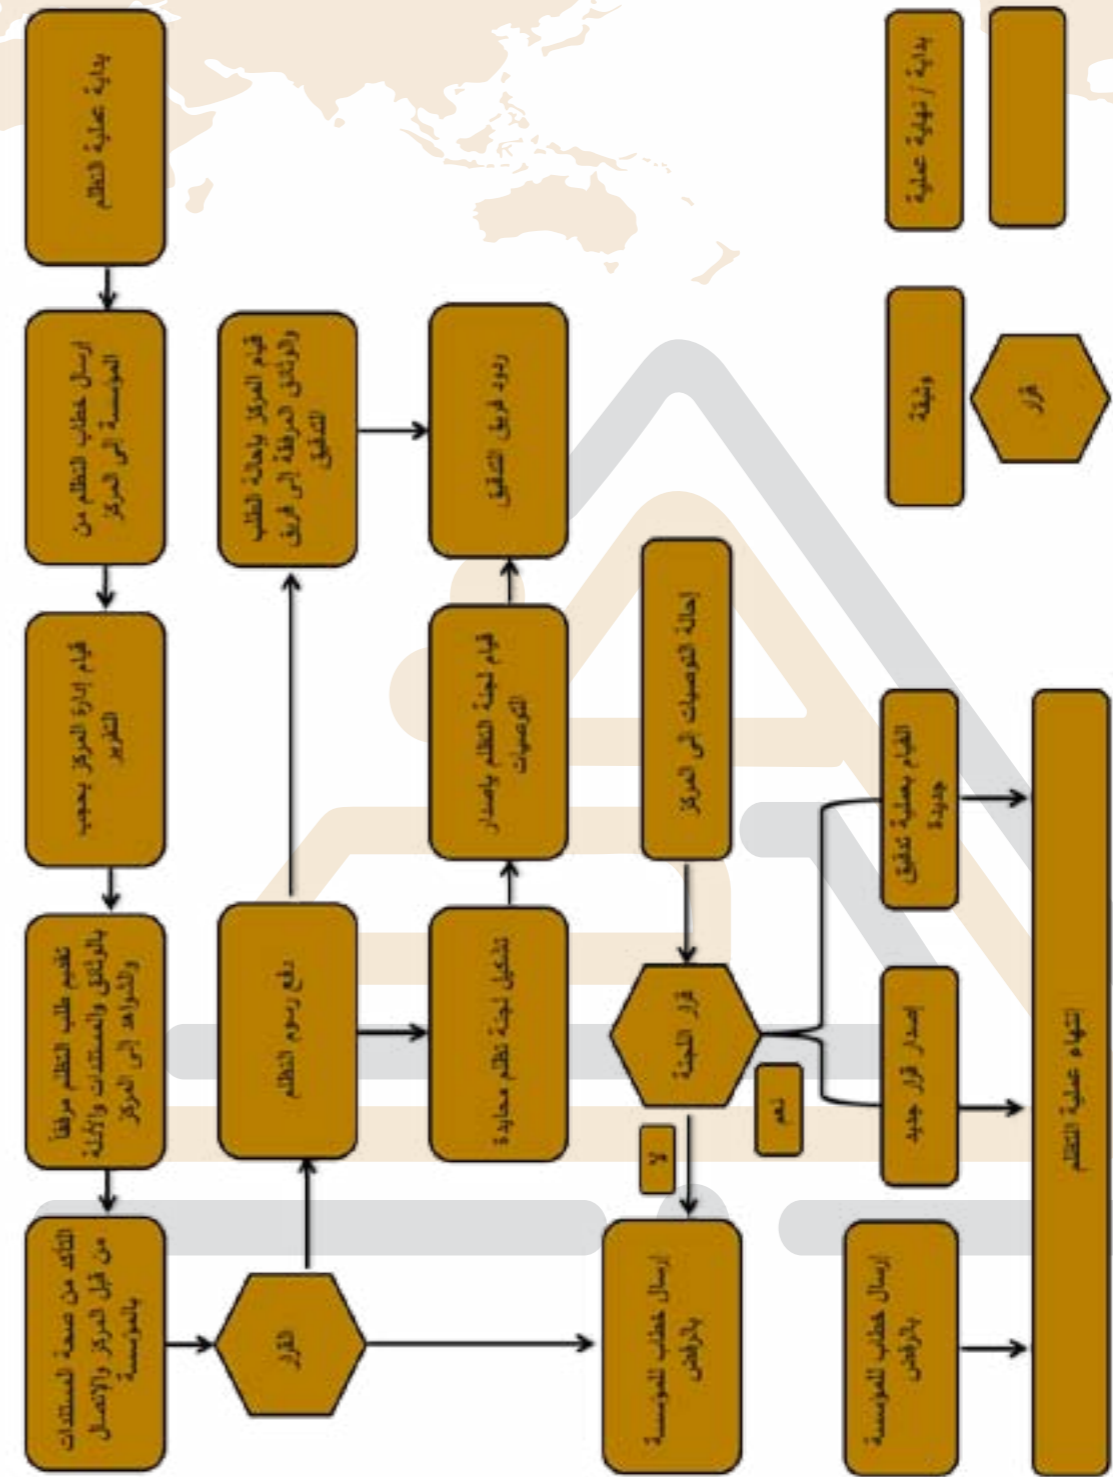 بداية عملية التظلم
إرسال خطاب التظلم من
المؤسسة إلى المركز
قيام إدارة المركز بحجب
التقرير
تقديم طلب التظلم مرفقاً
بالوثائق والمستندات والأدلة
والشواهد إلى المركز
التأكد من صحة المستندات
من قبل المركز والاتصال
بالمؤسسة
القرار
دفع رسوم التظلم
قيام المركز بإحالة الطلب
والوثائق المرفقة إلى فريق
التدقيق
ردود فريق التدقيق
تشكيل لجنة تظلم محايدة
قيام لجنة التظلم بإصدار
التوصيات
إحالة التوصيات إلى المركز
قرار اللجنة
لا
نعم
إرسال خطاب للمؤسسة
بالرفض
القيام بعملية تدقيق
جديدة
إصدار قرار جديد
إرسال خطاب للمؤسسة
بالرفض
انتهاء عملية التظلم
بداية / نهاية عملية
وثيقة
قرار